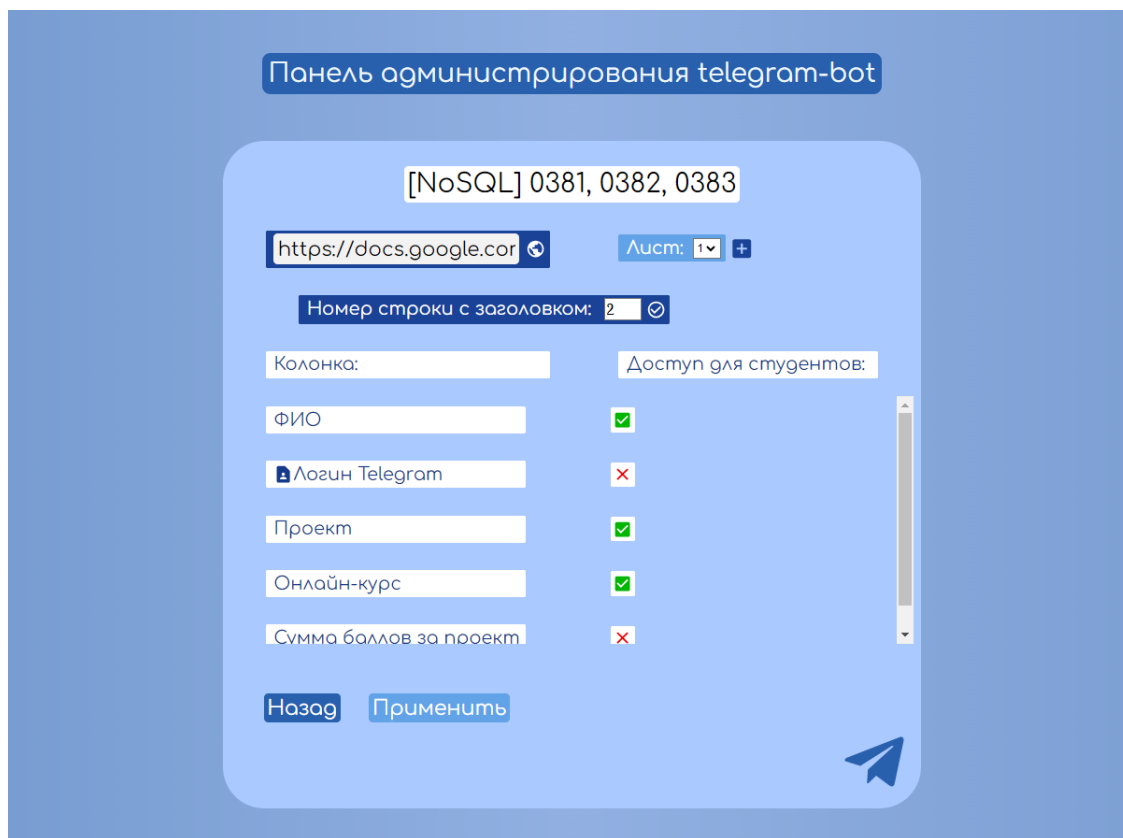 Панель администрирования telegram-bot
[NoSQL] 0381, 0382, 0383
https://docs.google.cor
Лист: 1
Номер строки с заголовком: 2
Колонка:
Доступ для студентов:
ФИО
Логин Telegram
Проект
Онлайн-курс
Сумма баллов за проект
Назад
Применить